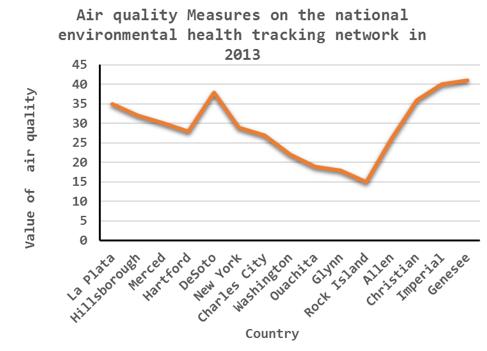 Air quality Measures on the national
environmental health tracking network in
2013
Value of  air quality
45
40
35
30
25
20
15
10
5
0
La Plata
Hillsborough
Merced
Hartford
DeSoto
New York
Charles City
Washington
Ouachita
Glynn
Rock Island
Allen
Christian
Imperial
Genesee
Country